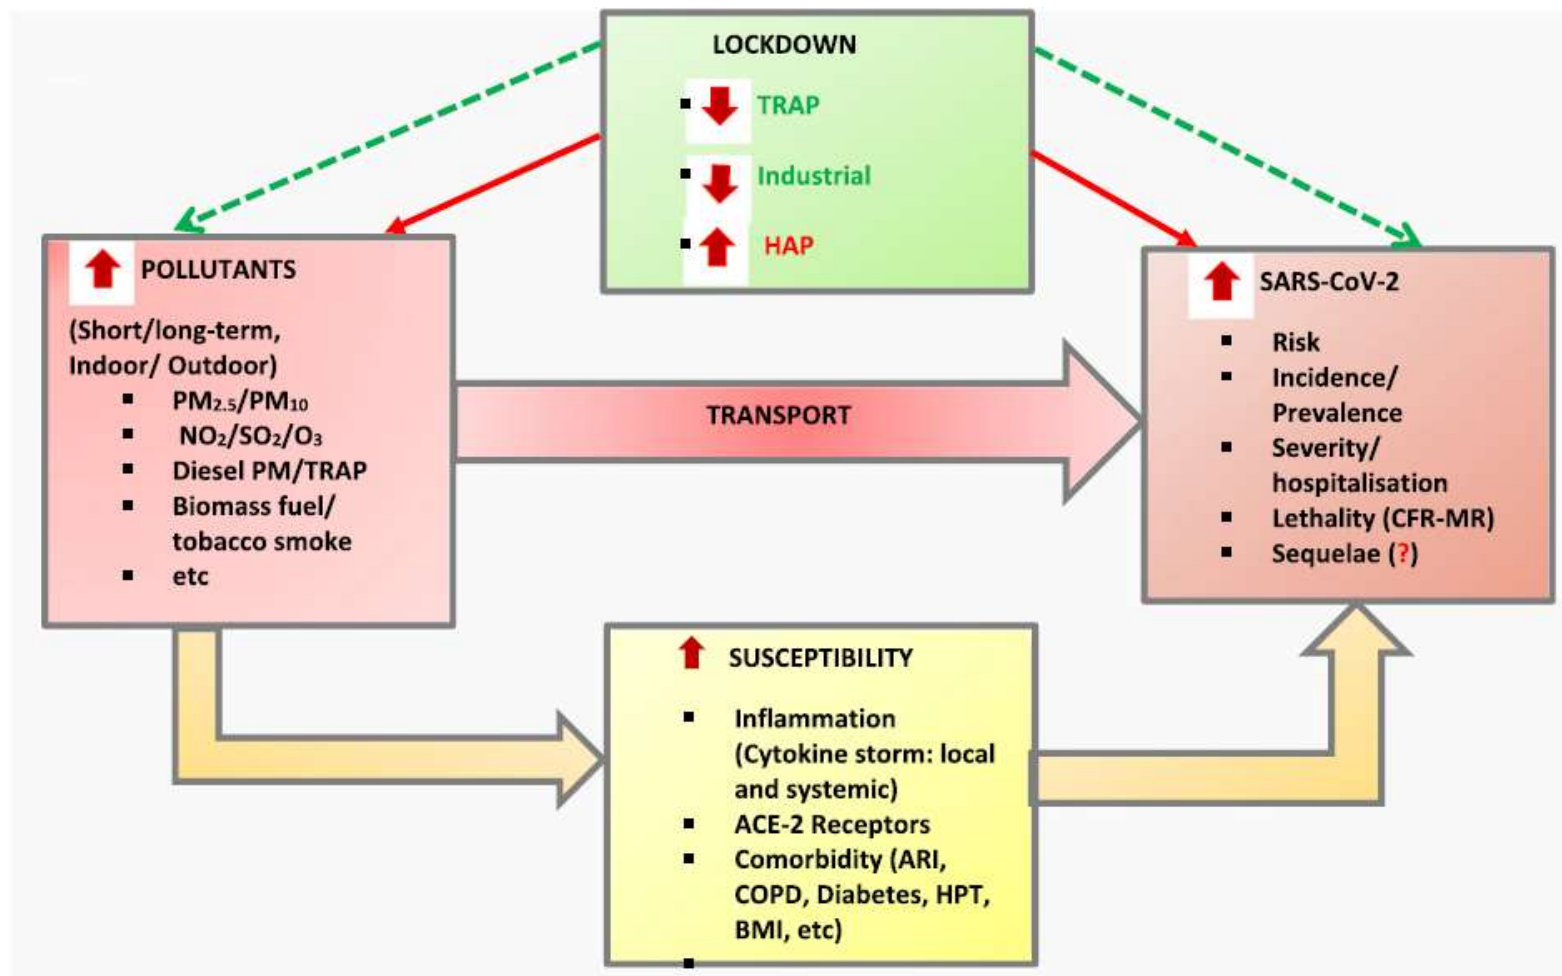 LOCKDOWN
▪ TRAP
▪ Industrial
▪ HAP
POLLUTANTS
(Short/long-term,
Indoor/ Outdoor)
▪ PM₂.₅/PM₁₀
▪ NO₂/SO₂/O₃
▪ Diesel PM/TRAP
▪ Biomass fuel/
tobacco smoke
▪ etc
TRANSPORT
SARS-CoV-2
▪ Risk
▪ Incidence/
Prevalence
▪ Severity/
hospitalisation
▪ Lethality (CFR-MR)
▪ Sequelae (?)
SUSCEPTIBILITY
▪ Inflammation
(Cytokine storm: local
and systemic)
▪ ACE-2 Receptors
▪ Comorbidity (ARI,
COPD, Diabetes, HPT,
BMI, etc)
▪